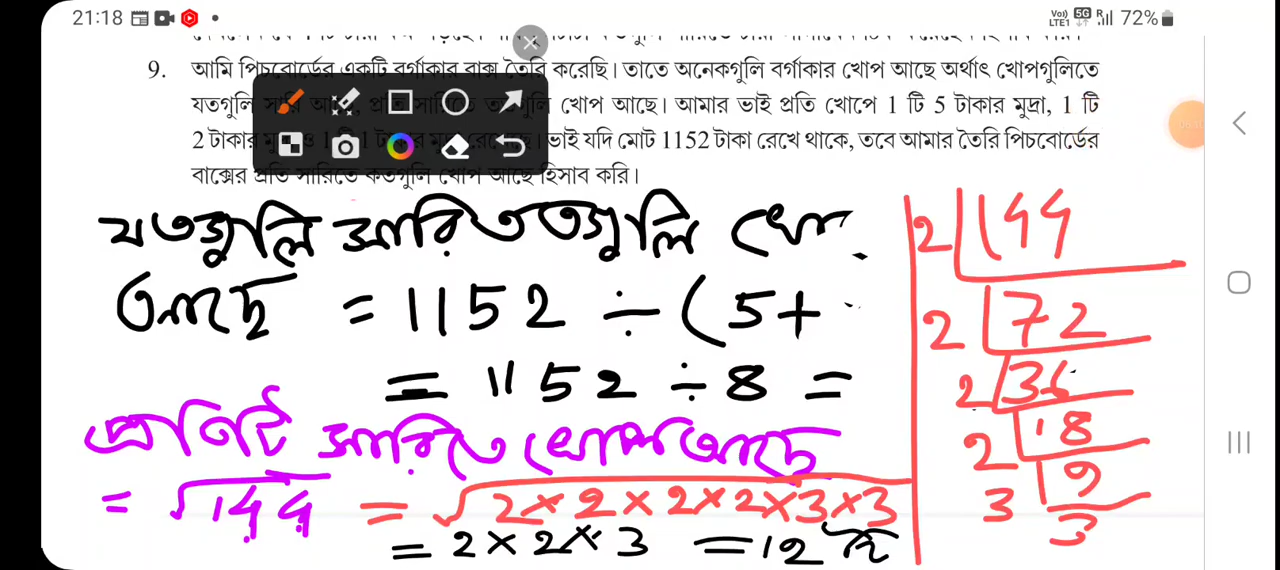 21:18 72%
9. আমি পিচবোর্ডের একটি বর্গাকার বাক্স তৈরি করেছি। তাতে অনেকগুলি বর্গাকার খোপ আছে অর্থাৎ খোপগুলিতে
যতগুলি সারি প্রতি খোপ আছে। আমার ভাই প্রতি খোপে 1 টি 5 টাকার মুদ্রা, 1 টি
2 টাকার ভাই যদি মোট 1152 টাকা রেখে থাকে, তবে আমার তৈরি পিচবোর্ডের
বাক্সের প্রতি সারিতে কতগুলি খোপ আছে হিসাব করি।
যতগুলি সারি ততগুলি
আছে = 1152 ÷ (5+
= 1152 ÷ 8 =
প্রতিটি সারিতে খোপ আছে
= √144 = √2×2×2×2×3×3
= 2×2×3 = 12 টি
2 144
2 72
2 36
2 18
3 9
3